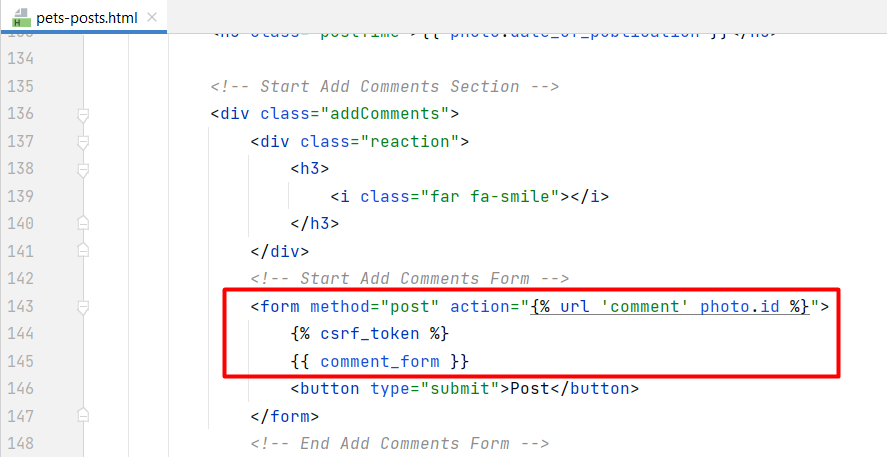 pets-posts.html
134
135 <!-- Start Add Comments Section -->
136 <div class="addComments">
137 <div class="reaction">
138 <h3>
139 <i class="far fa-smile"></i>
140 </h3>
141 </div>
142 <!-- Start Add Comments Form -->
143 <form method="post" action="{% url 'comment' photo.id %}">
144 {% csrf_token %}
145 {{ comment_form }}
146 <button type="submit">Post</button>
147 </form>
148 <!-- End Add Comments Form -->